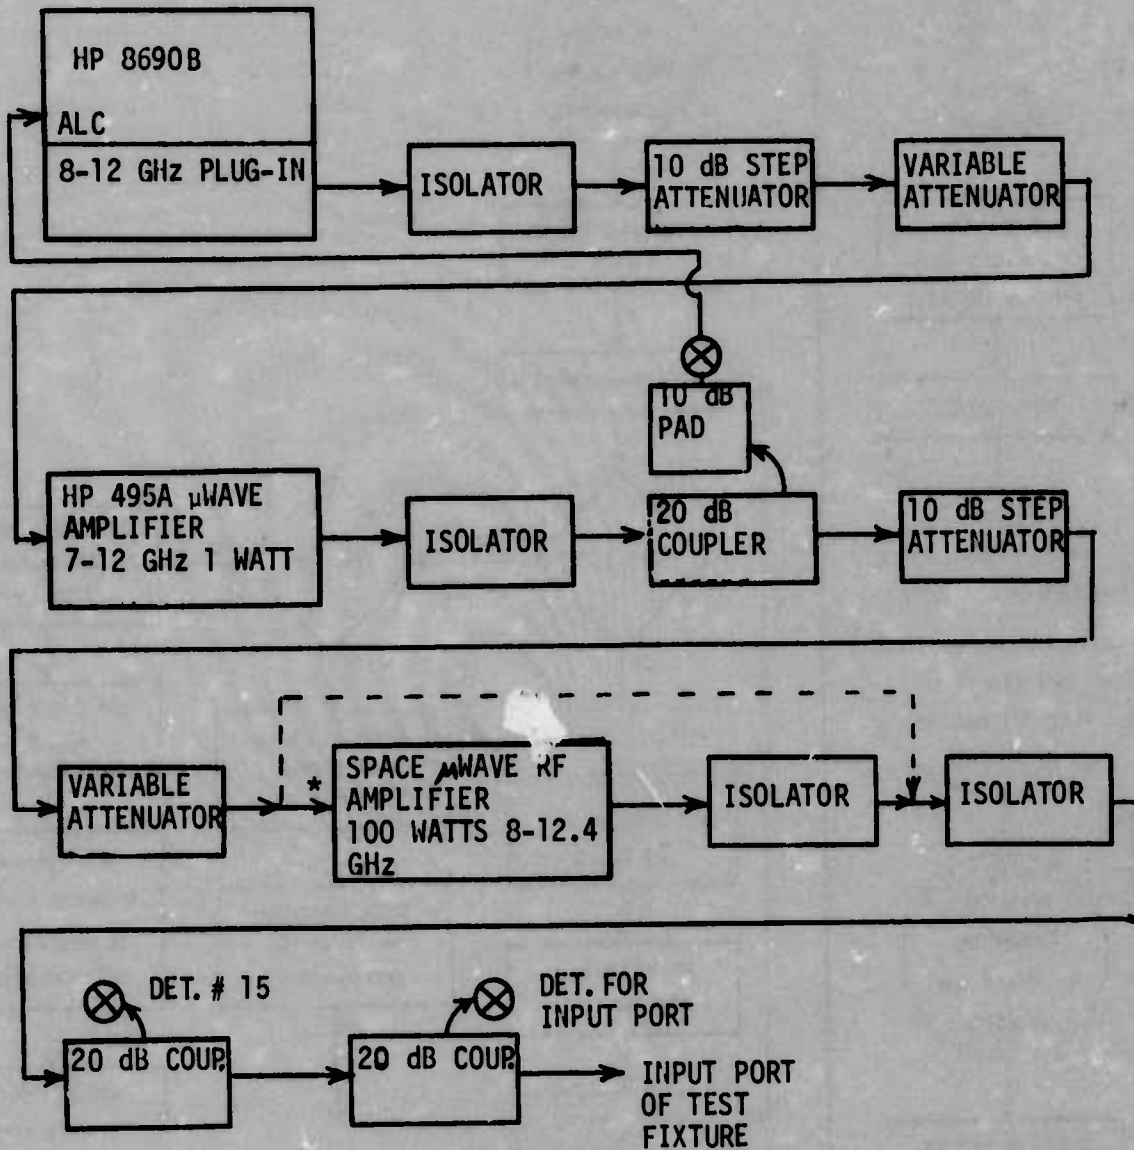 HP 8690B
ALC
8-12 GHz PLUG-IN
ISOLATOR
10 dB STEP
ATTENUATOR
VARIABLE
ATTENUATOR
10 dB
PAD
HP 495A μWAVE
AMPLIFIER
7-12 GHz 1 WATT
ISOLATOR
20 dB
COUPLER
10 dB STEP
ATTENUATOR
VARIABLE
ATTENUATOR
*
SPACE μWAVE RF
AMPLIFIER
100 WATTS 8-12.4
GHz
ISOLATOR
ISOLATOR
DET. # 15
DET. FOR
INPUT PORT
20 dB COUP.
20 dB COUP.
INPUT PORT
OF TEST
FIXTURE